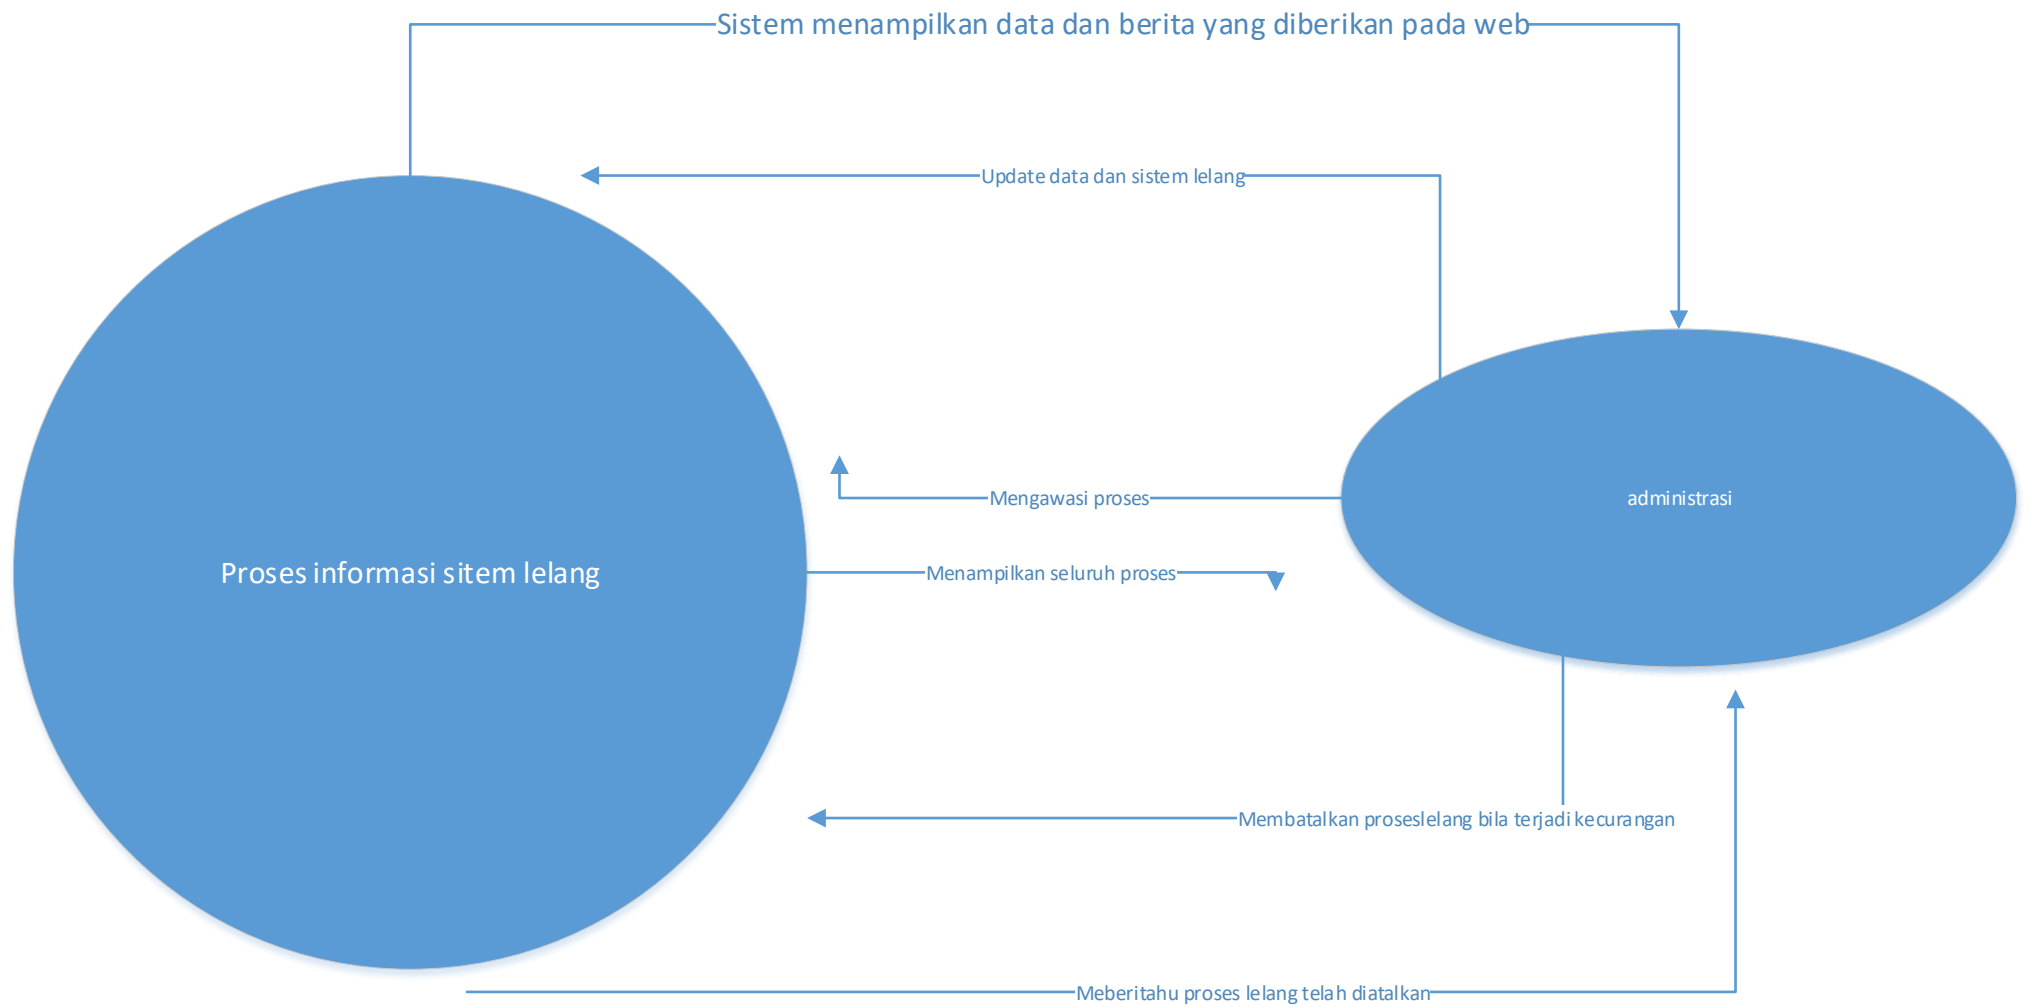 Sistem menampilkan data dan berita yang diberikan pada web
Update data dan sistem lelang
Mengawasi proses
administrasi
Proses informasi sitem lelang
Menampilkan seluruh proses
Membatalkan proseslelang bila terjadi kecurangan
Meberitahu proses lelang telah diatalkan